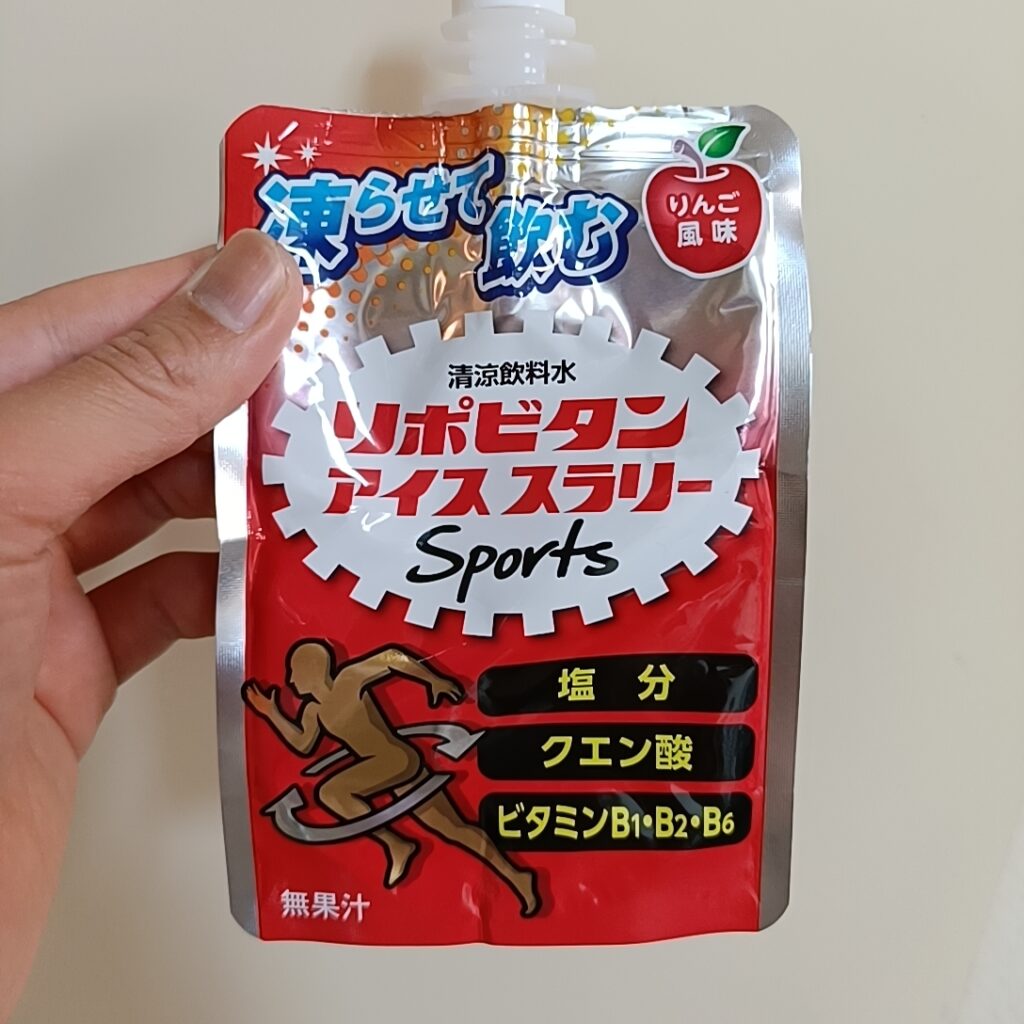 凍らせて
飲む
りんご
風味
清涼飲料水
リポビタン
アイススラリー
Sports
塩 分
クエン酸
ビタミンB1・B2・B6
無果汁